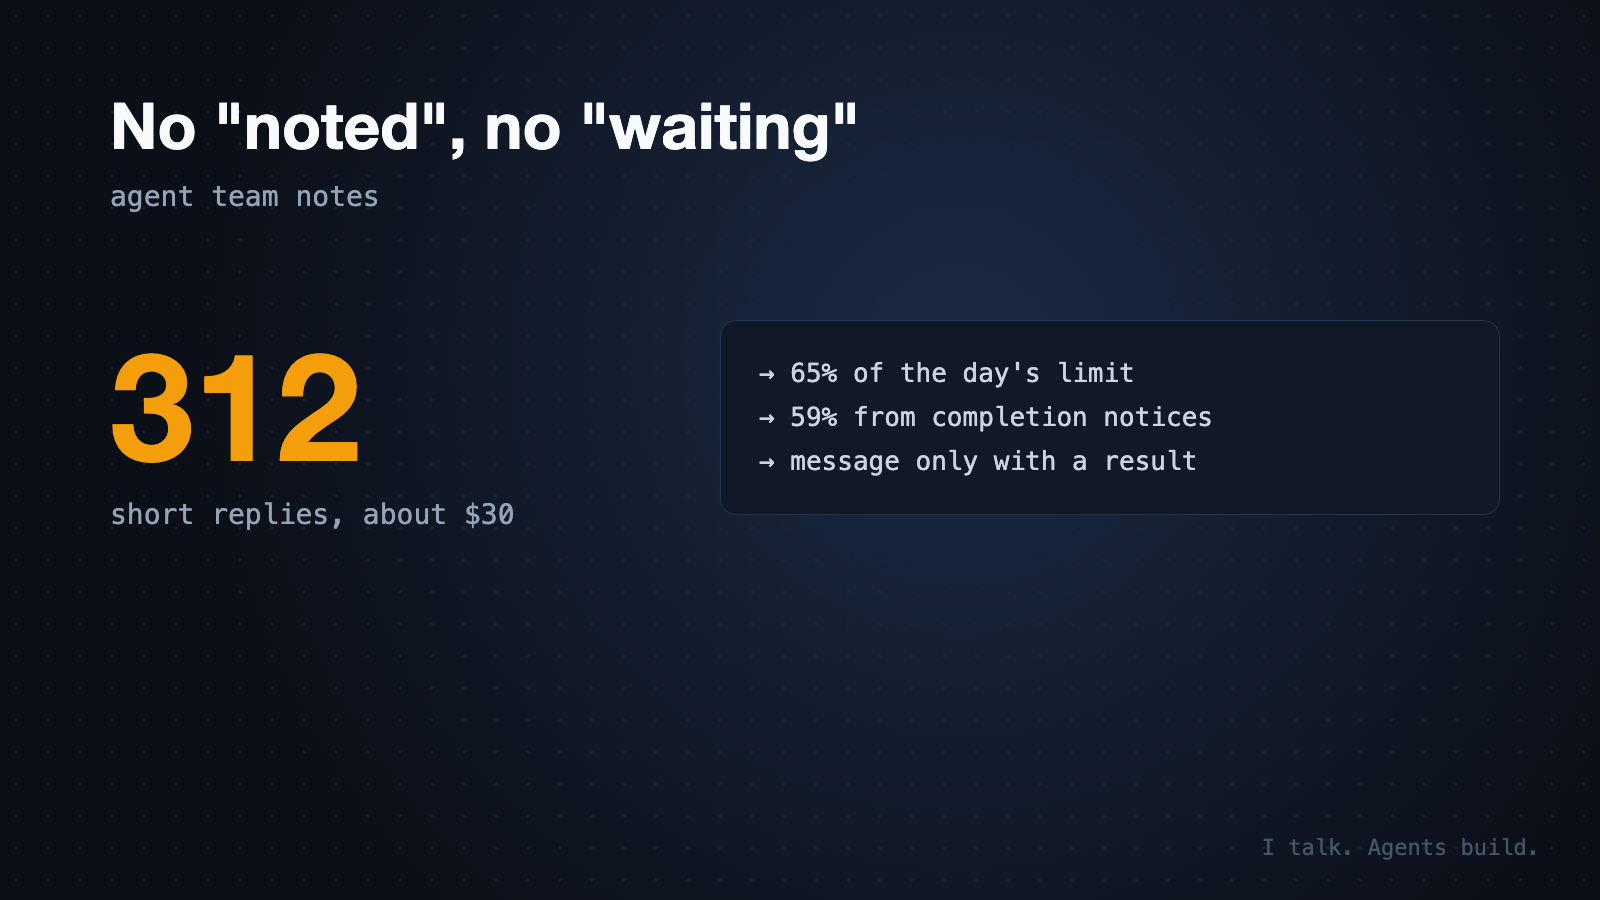 No "noted", no "waiting"
agent team notes
312
short replies, about $30
→ 65% of the day's limit
→ 59% from completion notices
→ message only with a result
I talk. Agents build.